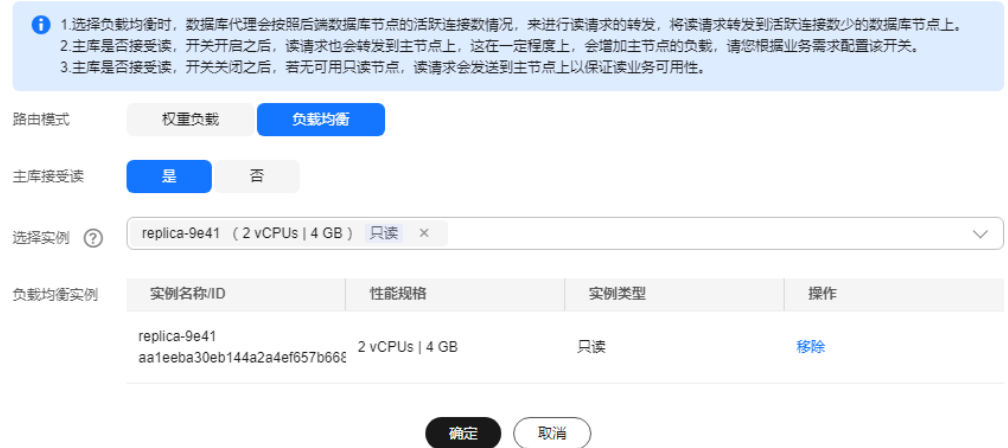 1.选择负载均衡时，数据库代理会按照后端数据库节点的活跃连接数情况，来进行读请求的转发，将读请求转发到活跃连接数少的数据库节点上。
2.主库是否接受读，开关开启之后，读请求也会转发到主节点上，这在一定程度上，会增加主节点的负载，请您根据业务需求配置该开关。
3.主库是否接受读，开关关闭之后，若无可用只读节点，读请求会发送到主节点上以保证读业务可用性。
路由模式 权重负载 负载均衡
主库接受读 是 否
选择实例 ? replica-9e41 （2 vCPUs | 4 GB） 只读 ×
负载均衡实例 实例名称/ID 性能规格 实例类型 操作
replica-9e41
aa1eeba30eb144a2a4ef657b668 2 vCPUs | 4 GB 只读 移除
确定 取消